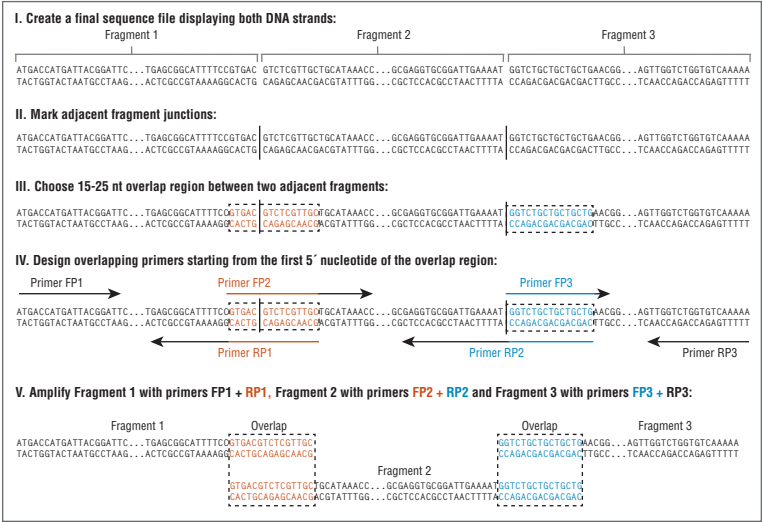 I. Create a final sequence file displaying both DNA strands:
Fragment 1 Fragment 2 Fragment 3
ATGACCATGATTACGGATTC...TGAGCGGCATTTTCCGTGAC GTCTCGTTGCTGCATAAACC...GCGAGGTGCGGATTGAAAAT GGTCTGCTGCTGCTGAACGG...AGTTGGTCTGGTGTCAAAAA
TACTGGTACTAATGCCTAAG...ACTCGCCGTAAAAGGCACTG CAGAGCAACGACGTATTTGG...CGCTCCACGCCTAACTTTTA CCAGACGACGACGACTTGCC...TCAACCAGACCAGAGTTTTT
II. Mark adjacent fragment junctions:
ATGACCATGATTACGGATTC...TGAGCGGCATTTTCCGTGAC GTCTCGTTGCTGCATAAACC...GCGAGGTGCGGATTGAAAAT GGTCTGCTGCTGCTGAACGG...AGTTGGTCTGGTGTCAAAAA
TACTGGTACTAATGCCTAAG...ACTCGCCGTAAAAGGCACTG CAGAGCAACGACGTATTTGG...CGCTCCACGCCTAACTTTTA CCAGACGACGACGACTTGCC...TCAACCAGACCAGAGTTTTT
III. Choose 15-25 nt overlap region between two adjacent fragments:
ATGACCATGATTACGGATTC...TGAGCGGCATTTTCCGTGAC GTCTCGTTGCTGCATAAACC...GCGAGGTGCGGATTGAAAAT GGTCTGCTGCTGCTGAACGG...AGTTGGTCTGGTGTCAAAAA
TACTGGTACTAATGCCTAAG...ACTCGCCGTAAAAGGCACTG CAGAGCAACGACGTATTTGG...CGCTCCACGCCTAACTTTTA CCAGACGACGACGACTTGCC...TCAACCAGACCAGAGTTTTT
IV. Design overlapping primers starting from the first 5´ nucleotide of the overlap region:
Primer FP1 Primer FP2 Primer FP3
ATGACCATGATTACGGATTC...TGAGCGGCATTTTCCGTGAC GTCTCGTTGCTGCATAAACC...GCGAGGTGCGGATTGAAAAT GGTCTGCTGCTGCTGAACGG...AGTTGGTCTGGTGTCAAAAA
TACTGGTACTAATGCCTAAG...ACTCGCCGTAAAAGGCACTG CAGAGCAACGACGTATTTGG...CGCTCCACGCCTAACTTTTA CCAGACGACGACGACTTGCC...TCAACCAGACCAGAGTTTTT
Primer RP1 Primer RP2 Primer RP3
V. Amplify Fragment 1 with primers FP1 + RP1, Fragment 2 with primers FP2 + RP2 and Fragment 3 with primers FP3 + RP3:
Fragment 1 Overlap Overlap Fragment 3
ATGACCATGATTACGGATTC...TGAGCGGCATTTTCCGTGACGTCTCGTTGC GGTCTGCTGCTGCTGAACGG...AGTTGGTCTGGTGTCAAAAA
TACTGGTACTAATGCCTAAG...ACTCGCCGTAAAAGGCACTGCAGAGCAACG CCAGACGACGACGACTTGCC...TCAACCAGACCAGAGTTTTT
Fragment 2
GTGACGTCTCGTTGCTGCATAAACC...GCGAGGTGCGGATTGAAAATGGTCTGCTGCTGCTG
CACTGCAGAGCAACGACGTATTTGG...CGCTCCACGCCTAACTTTTACCAGACGACGACGAC